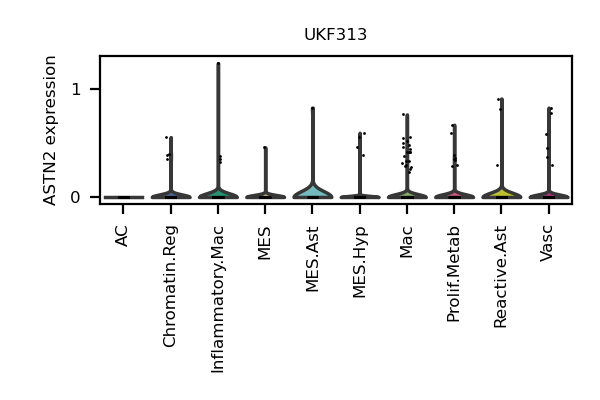 UKF313
ASTN2 expression
1
0
AC
Chromatin.Reg
Inflammatory.Mac
MES
MES.Ast
MES.Hyp
Mac
Prolif.Metab
Reactive.Ast
Vasc